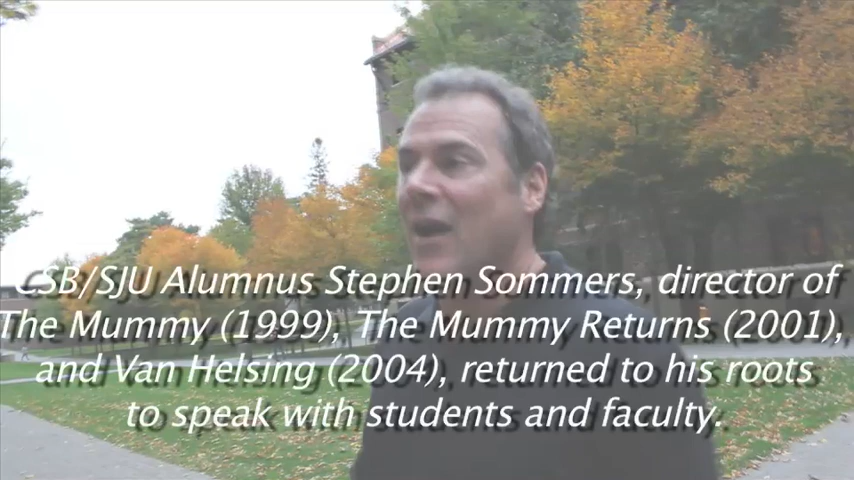 CSB/SJU Alumnus Stephen Sommers, director of
The Mummy (1999), The Mummy Returns (2001),
and Van Helsing (2004), returned to his roots
to speak with students and faculty.